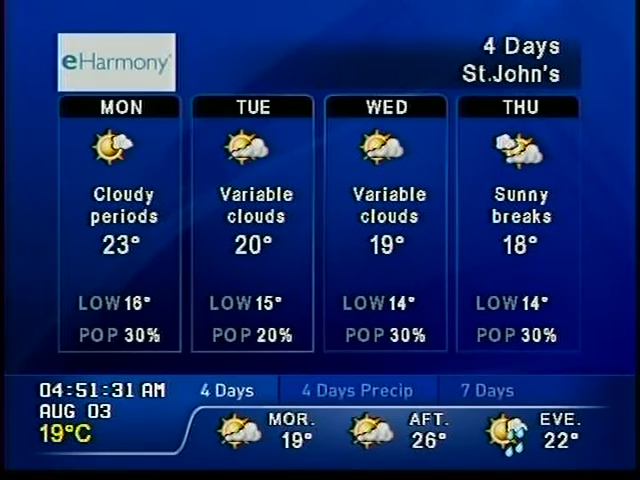 eHarmony
4 Days
St.John's
MON TUE WED THU
Cloudy periods
Variable clouds
Variable clouds
Sunny breaks
23° 20° 19° 18°
LOW 16° LOW 15° LOW 14° LOW 14°
POP 30% POP 20% POP 30% POP 30%
04:51:31 AM
AUG 03
19°C
4 Days 4 Days Precip 7 Days
MOR. 19°
AFT. 26°
EVE. 22°